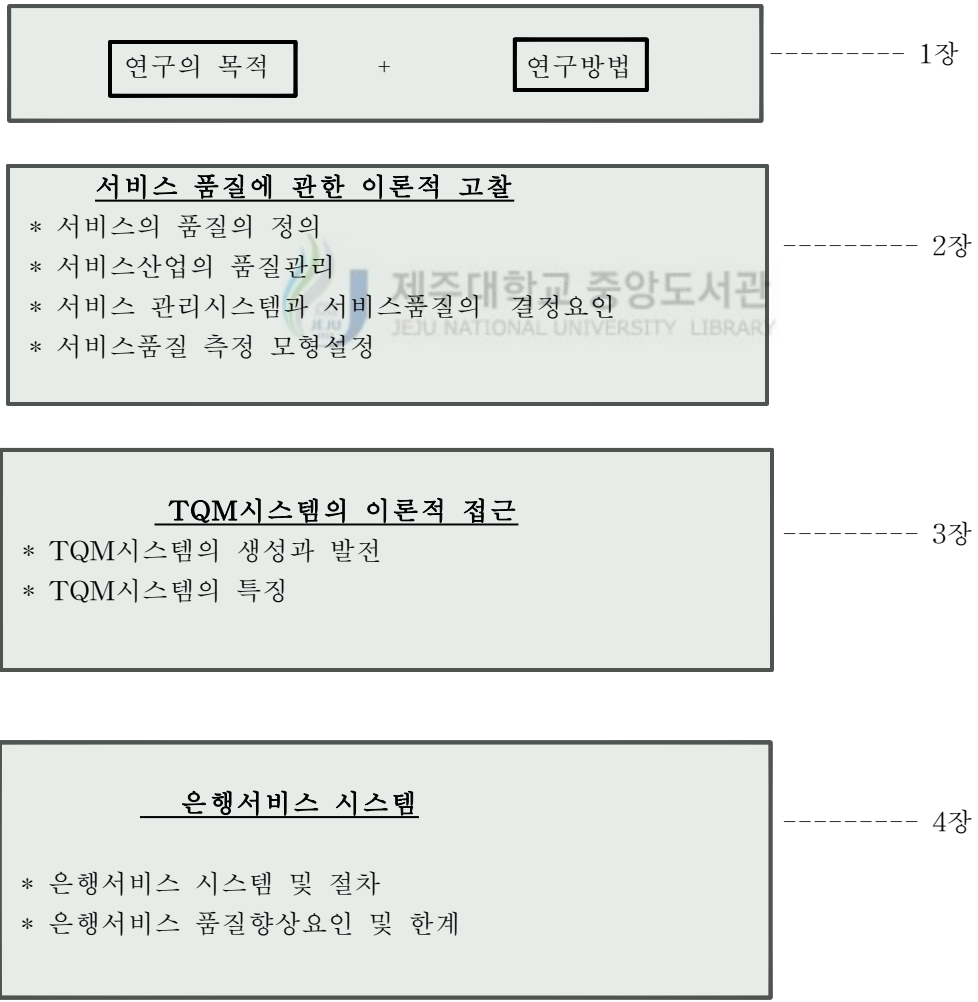 연구의 목적 + 연구방법 --------- 1장
서비스 품질에 관한 이론적 고찰
* 서비스의 품질의 정의
* 서비스산업의 품질관리
* 서비스 관리시스템과 서비스품질의 결정요인
* 서비스품질 측정 모형설정
--------- 2장
제주대학교 중앙도서관
JEJU NATIONAL UNIVERSITY LIBRARY
JEJU
TQM시스템의 이론적 접근
* TQM시스템의 생성과 발전
* TQM시스템의 특징
--------- 3장
은행서비스 시스템
* 은행서비스 시스템 및 절차
* 은행서비스 품질향상요인 및 한계
--------- 4장